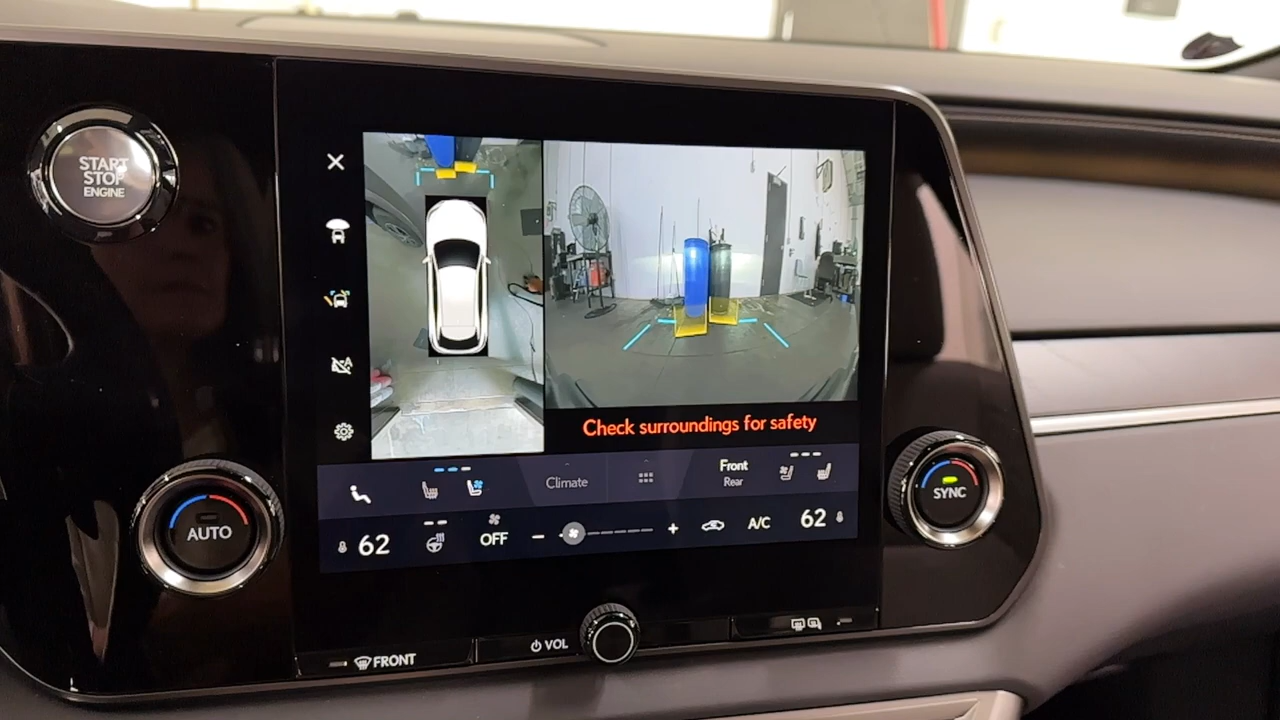 START
STOP
ENGINE
Check surroundings for safety
Climate
Front
Rear
AUTO
62
OFF
A/C
62
SYNC
FRONT
VOL